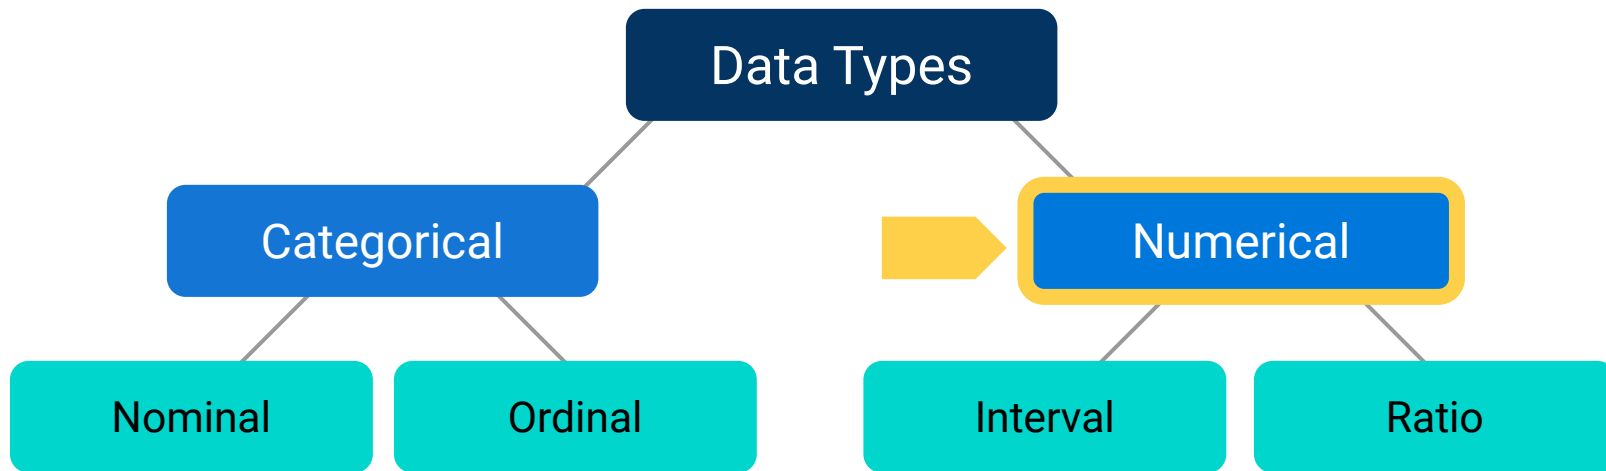 Data Types
Categorical
Numerical
Nominal
Ordinal
Interval
Ratio